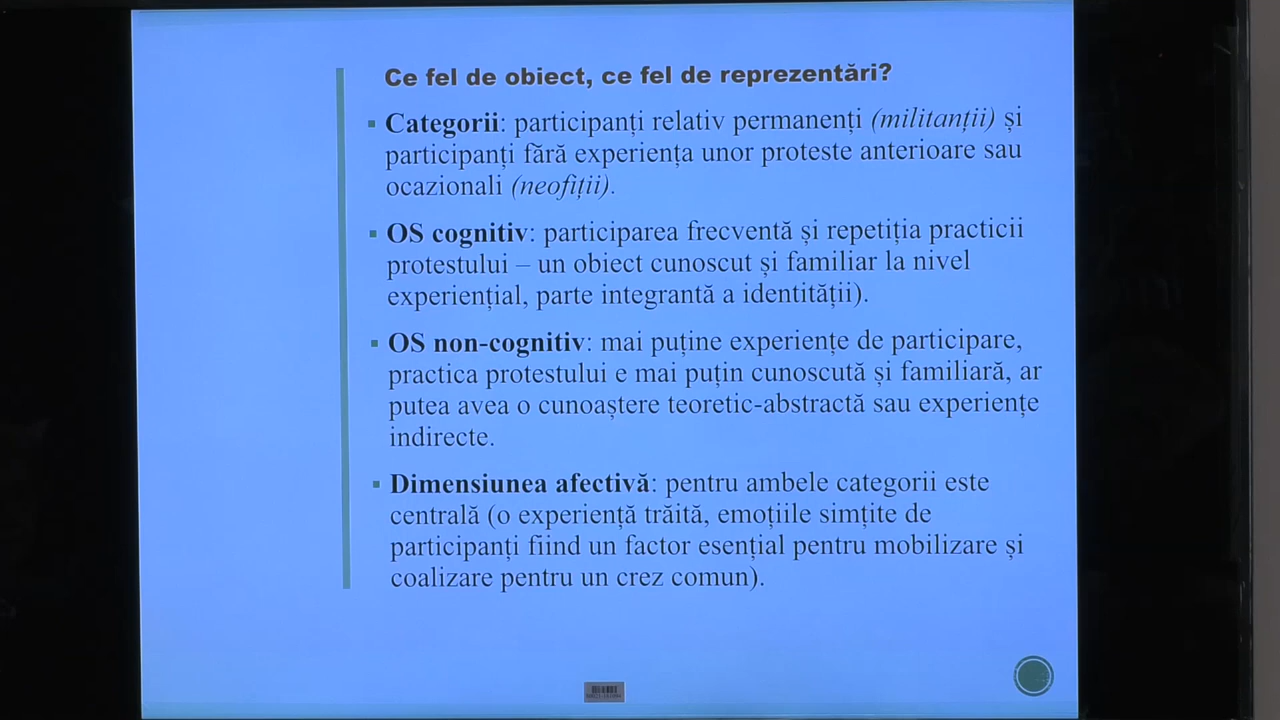 Ce fel de obiect, ce fel de reprezentări?
Categorii: participanți relativ permanenți (militanții) și
participanți fără experiența unor proteste anterioare sau
ocazionali (neofiții).
OS cognitiv: participarea frecventă și repetiția practicii
protestului – un obiect cunoscut și familiar la nivel
experiențial, parte integrantă a identității).
OS non-cognitiv: mai puține experiențe de participare,
practica protestului e mai puțin cunoscută și familiară, ar
putea avea o cunoaștere teoretic-abstractă sau experiențe
indirecte.
Dimensiunea afectivă: pentru ambele categorii este
centrală (o experiență trăită, emoțiile simțite de
participanți fiind un factor esențial pentru mobilizare și
coalizare pentru un crez comun).